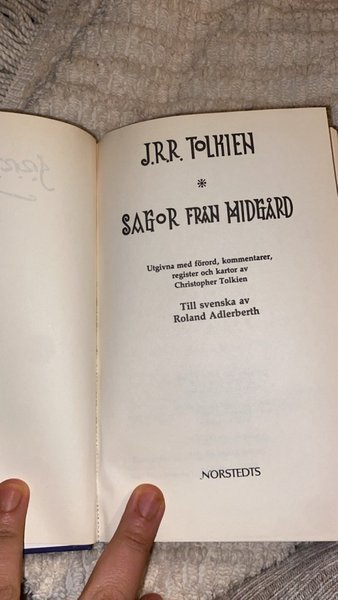 J.R.R. TOLKIEN
*
SAGOR FRÅN MIDGÅRD
Utgivna med förord, kommentarer,
register och kartor av
Christopher Tolkien
Till svenska av
Roland Adlerberth
NORSTEDTS